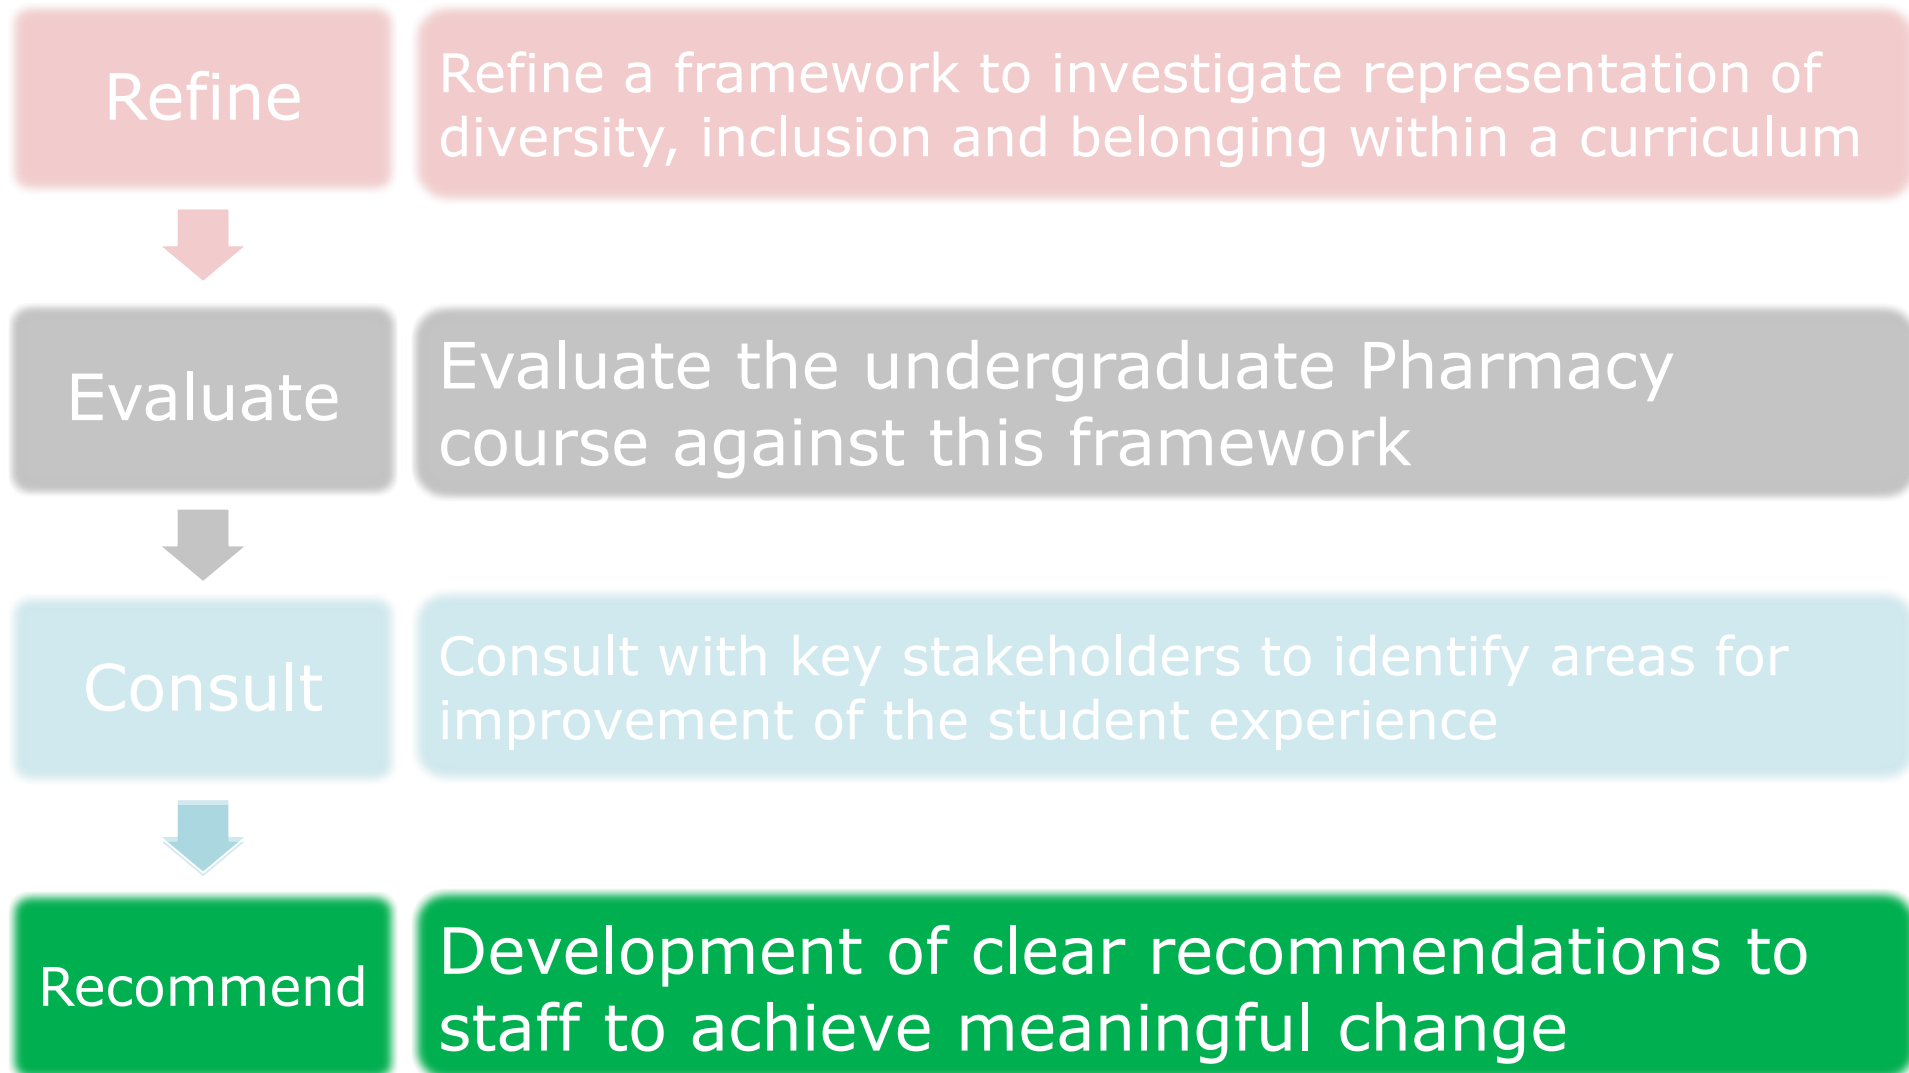 Refine
Refine a framework to investigate representation of
diversity, inclusion and belonging within a curriculum
Evaluate
Evaluate the undergraduate Pharmacy
course against this framework
Consult
Consult with key stakeholders to identify areas for
improvement of the student experience
Recommend
Development of clear recommendations to
staff to achieve meaningful change